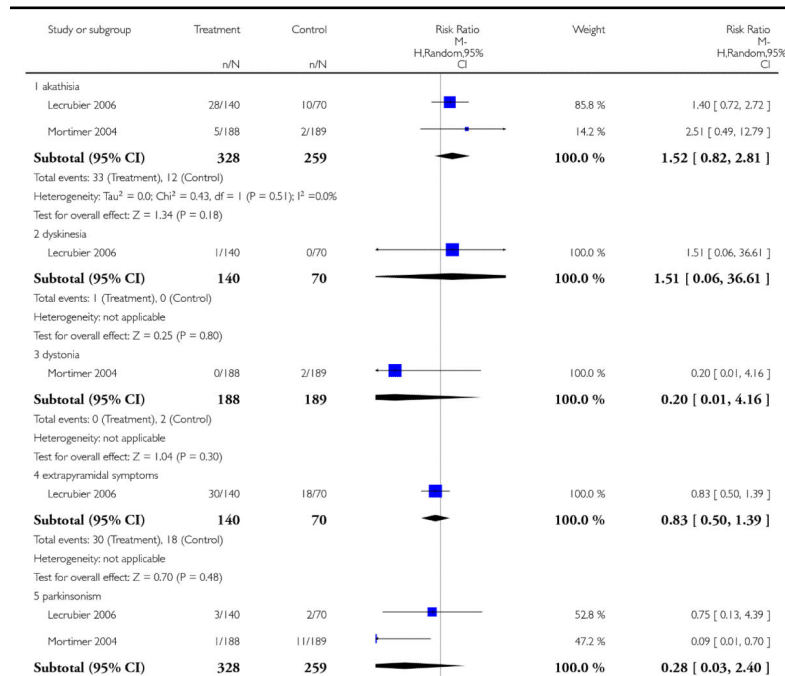 Study or subgroup Treatment Control Risk Ratio Weight Risk Ratio
M- M-
H,Random,95% H,Random,95%
n/N n/N CI CI
1 akathisia
Lecrubier 2006 28/140 10/70 85.8 % 1.40 [ 0.72, 2.72 ]
Mortimer 2004 5/188 2/189 14.2 % 2.51 [ 0.49, 12.79 ]
Subtotal (95% CI) 328 259 100.0 % 1.52 [ 0.82, 2.81 ]
Total events: 33 (Treatment), 12 (Control)
Heterogeneity: Tau² = 0.0; Chi² = 0.43, df = 1 (P = 0.51); I² =0.0%
Test for overall effect: Z = 1.34 (P = 0.18)
2 dyskinesia
Lecrubier 2006 1/140 0/70 100.0 % 1.51 [ 0.06, 36.61 ]
Subtotal (95% CI) 140 70 100.0 % 1.51 [ 0.06, 36.61 ]
Total events: 1 (Treatment), 0 (Control)
Heterogeneity: not applicable
Test for overall effect: Z = 0.25 (P = 0.80)
3 dystonia
Mortimer 2004 0/188 2/189 100.0 % 0.20 [ 0.01, 4.16 ]
Subtotal (95% CI) 188 189 100.0 % 0.20 [ 0.01, 4.16 ]
Total events: 0 (Treatment), 2 (Control)
Heterogeneity: not applicable
Test for overall effect: Z = 1.04 (P = 0.30)
4 extrapyramidal symptoms
Lecrubier 2006 30/140 18/70 100.0 % 0.83 [ 0.50, 1.39 ]
Subtotal (95% CI) 140 70 100.0 % 0.83 [ 0.50, 1.39 ]
Total events: 30 (Treatment), 18 (Control)
Heterogeneity: not applicable
Test for overall effect: Z = 0.70 (P = 0.48)
5 parkinsonism
Lecrubier 2006 3/140 2/70 52.8 % 0.75 [ 0.13, 4.39 ]
Mortimer 2004 1/188 11/189 47.2 % 0.09 [ 0.01, 0.70 ]
Subtotal (95% CI) 328 259 100.0 % 0.28 [ 0.03, 2.40 ]